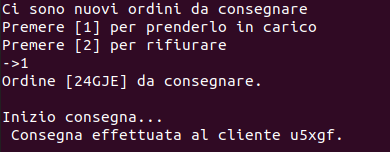 Ci sono nuovi ordini da consegnare
Premere [1] per prenderlo in carico
Premere [2] per rifiurare
->1
Ordine [24GJE] da consegnare.
Inizio consegna...
Consegna effettuata al cliente u5xgf.